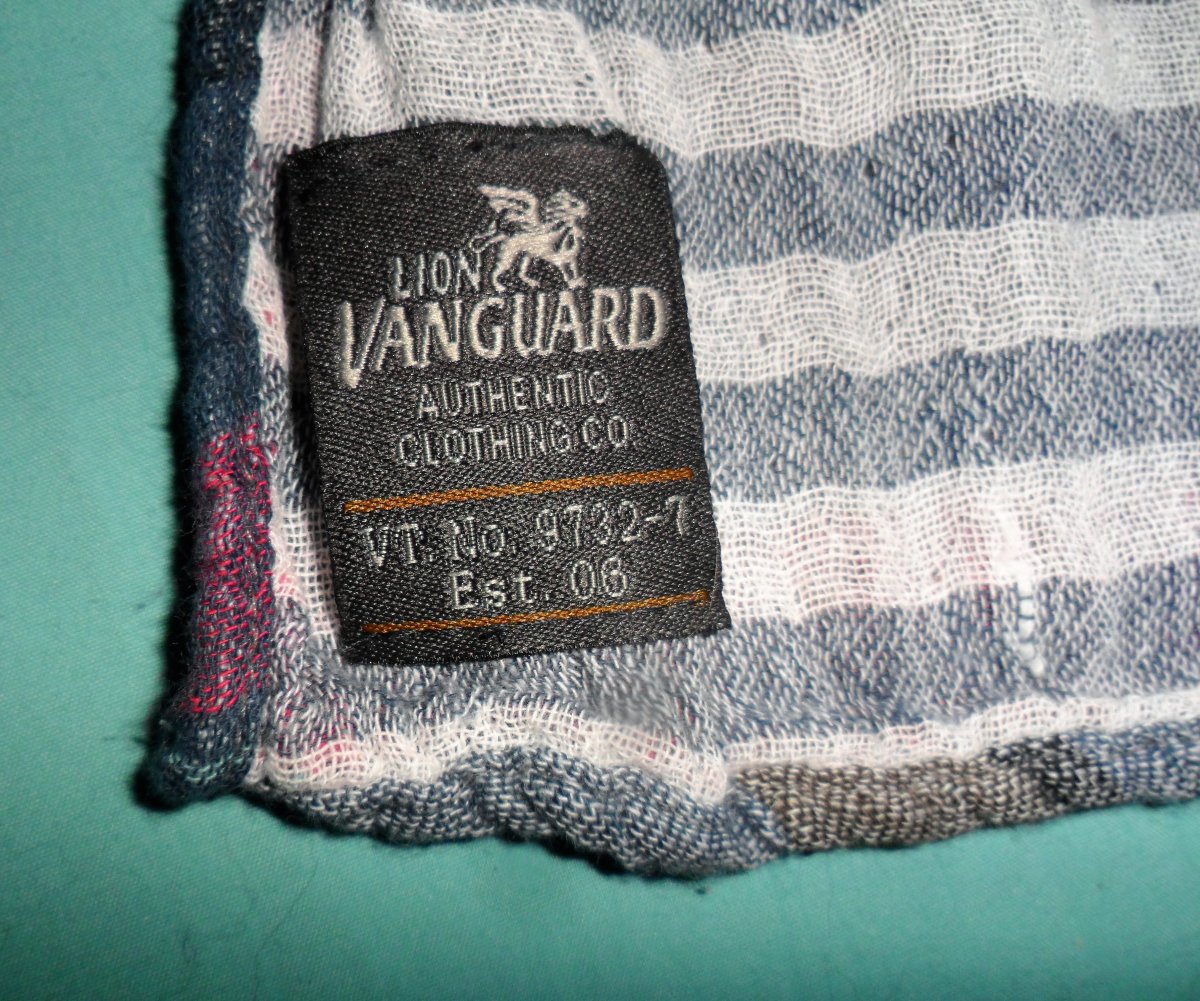 LION
VANGUARD
AUTHENTIC
CLOTHING CO
VT. No. 9732-7
Est. 06